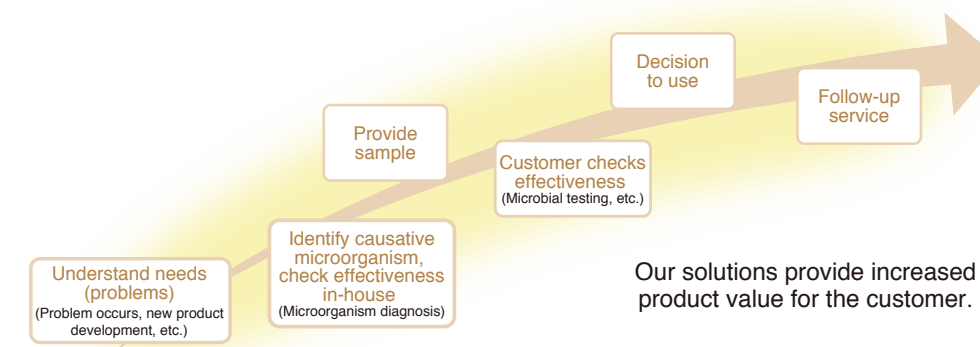 Understand needs
(problems)
(Problem occurs, new product
development, etc.)
Identify causative
microorganism,
check effectiveness
in-house
(Microorganism diagnosis)
Provide
sample
Customer checks
effectiveness
(Microbial testing, etc.)
Decision
to use
Follow-up
service
Our solutions provide increased
product value for the customer.